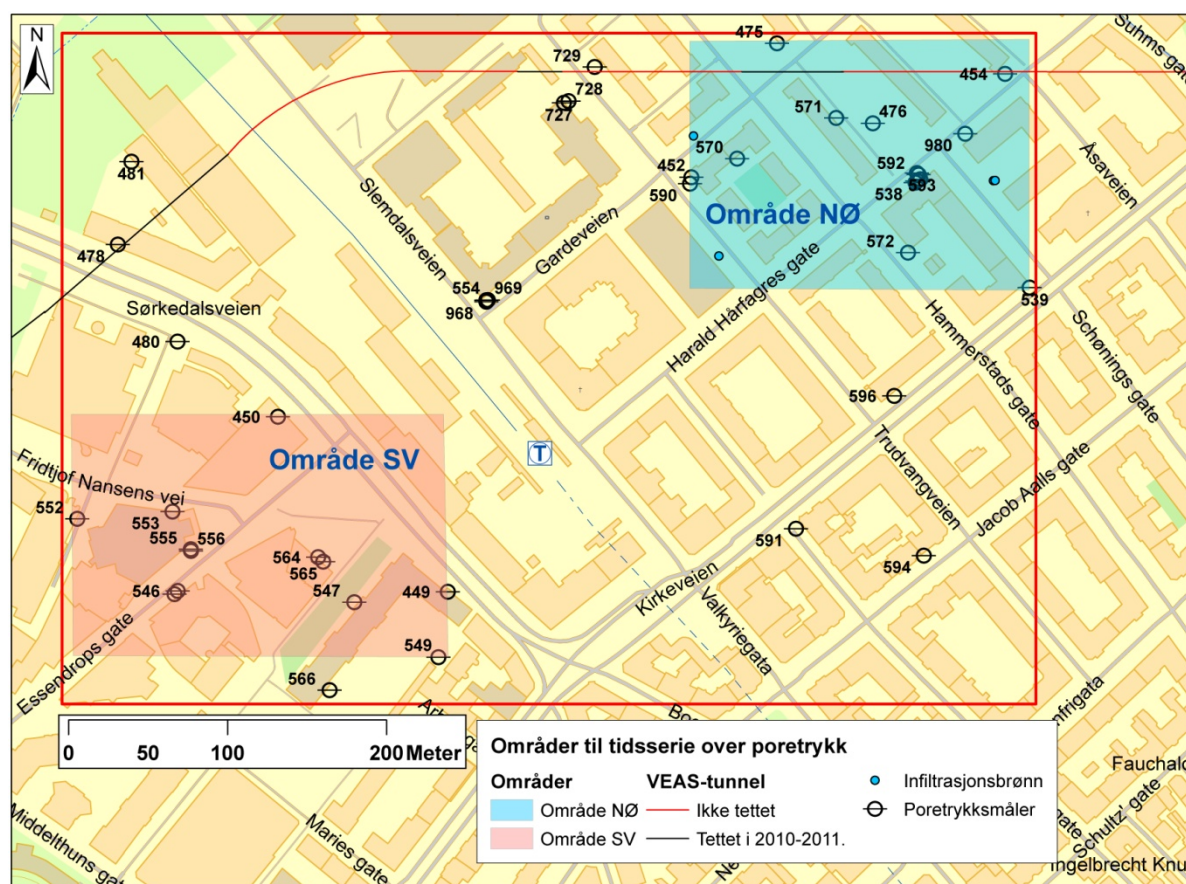 N
475
Suhms gate
729
454
728
727
571
476
980
Åsaveien
570
592
481
452
538
593
590
Område NØ
Slemdalsveien
Gardeveien
478
572
554
969
968
539
Sørkedalsveien
Harald Hårfagres gate
Hammerstads gate
Schønings gate
480
596
450
Område SV
T
Trudvangveien
Jacob Aalls gate
Fridtjof Nansens vei
552
553
555
556
591
564
565
594
546
547
449
Kirkeveien
Valkyriegata
Essendrops gate
549
566
0
50
100
200
Meter
Områder til tidsserie over poretrykk
Områder
VEAS-tunnel
Infiltrasjonsbrønn
Område NØ
Ikke tettet
Poretrykksmåler
Område SV
Tettet i 2010-2011.
Fauchald
Schultz' gate
Middelthuns gat
Maries gate
Ingelbrecht Knu